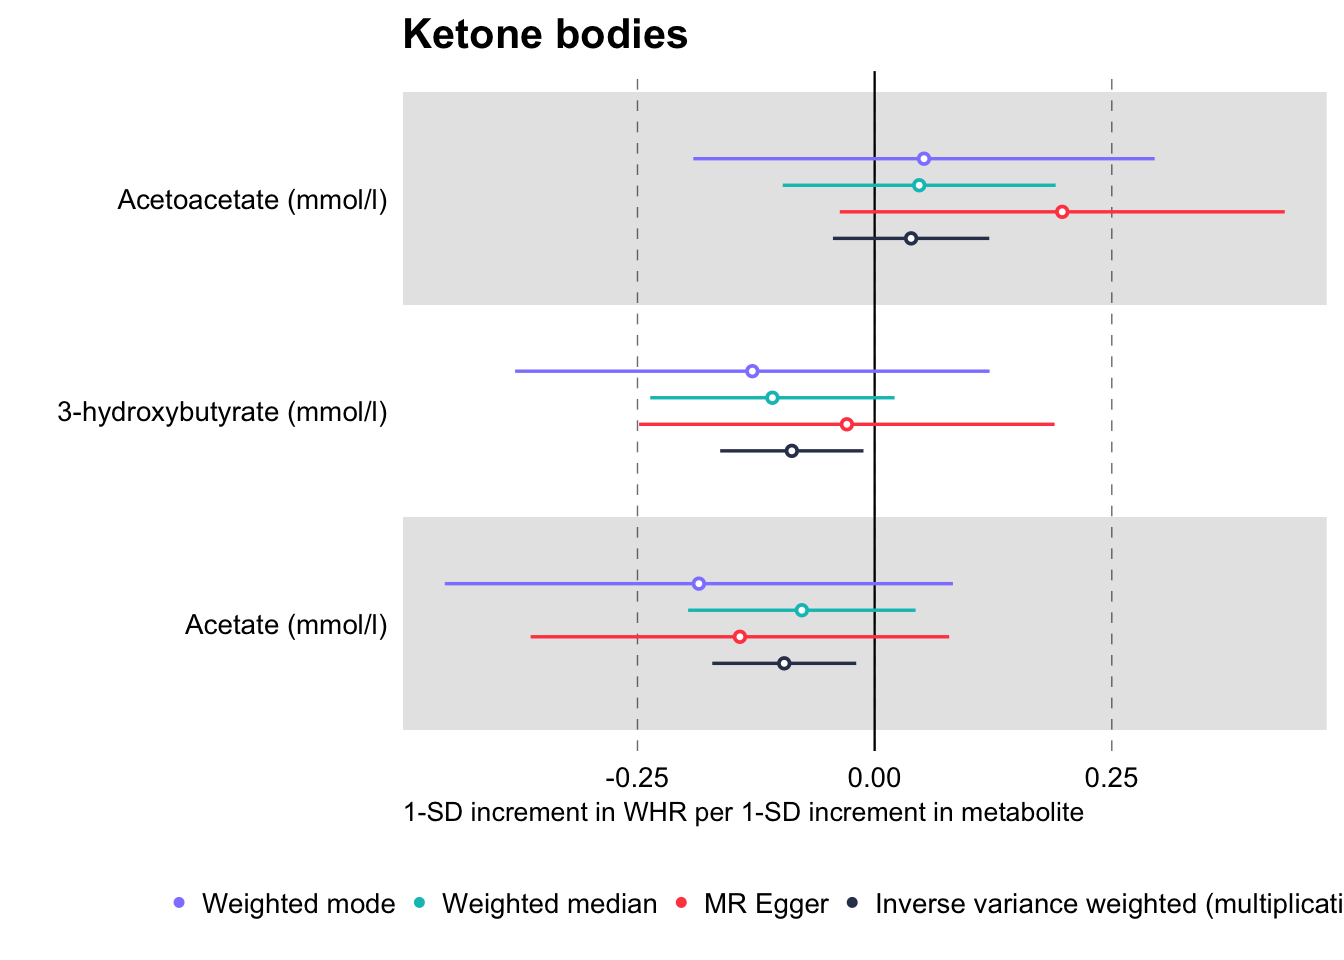 Ketone bodies
Acetoacetate (mmol/l)
3-hydroxybutyrate (mmol/l)
Acetate (mmol/l)
-0.25 0.00 0.25
1-SD increment in WHR per 1-SD increment in metabolite
Weighted mode Weighted median MR Egger Inverse variance weighted (multiplicati